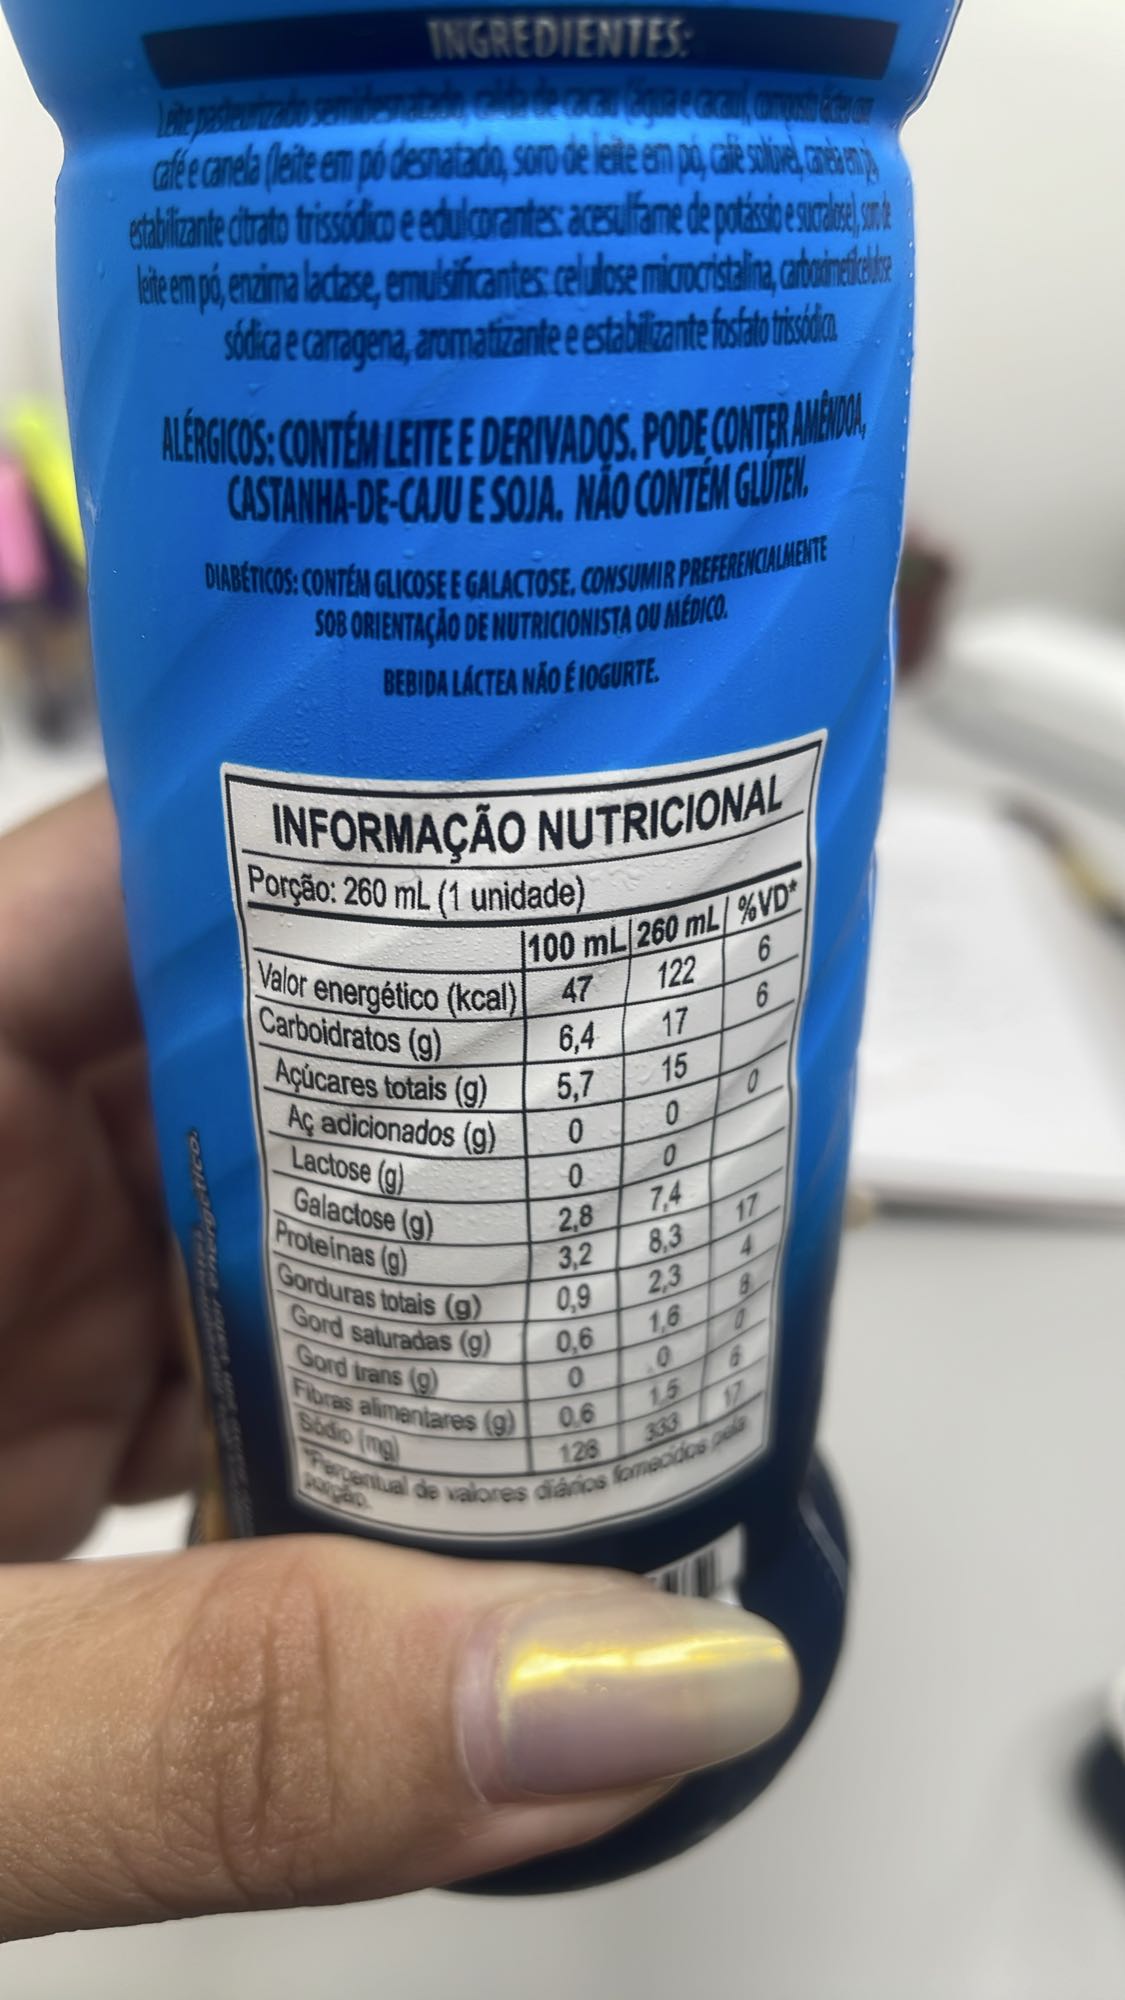 INGREDIENTES:
Leite pasteurizado semidesnatado, calda de cacau (água e cacau), composto lácteo com
café e canela (leite em pó desnatado, soro de leite em pó, café solúvel, canela em pó,
estabilizante citrato trissódico e edulcorantes: acesulfame de potássio e sucralose), soro de
leite em pó, enzima lactase, emulsificantes: celulose microcristalina, carboximetilcelulose
sódica e carragena, aromatizante e estabilizante fosfato trissódico.
ALÉRGICOS: CONTÉM LEITE E DERIVADOS. PODE CONTER AMÊNDOA,
CASTANHA-DE-CAJU E SOJA. NÃO CONTÉM GLÚTEN.
DIABÉTICOS: CONTÉM GLICOSE E GALACTOSE. CONSUMIR PREFERENCIALMENTE
SOB ORIENTAÇÃO DE NUTRICIONISTA OU MÉDICO.
BEBIDA LÁCTEA NÃO É IOGURTE.
INFORMAÇÃO NUTRICIONAL
Porção: 260 mL (1 unidade)
100 mL 260 mL %VD*
Valor energético (kcal) 47 122 6
Carboidratos (g) 6,4 17 6
Açúcares totais (g) 5,7 15
Aç adicionados (g) 0 0 0
Lactose (g) 0 0
Galactose (g) 2,8 7,4
Proteínas (g) 3,2 8,3 17
Gorduras totais (g) 0,9 2,3 4
Gord saturadas (g) 0,6 1,6 8
Gord trans (g) 0 0 0
Fibras alimentares (g) 0,6 1,5 6
Sódio (mg) 128 333 17
*Percentual de valores diários fornecidos pela
porção.